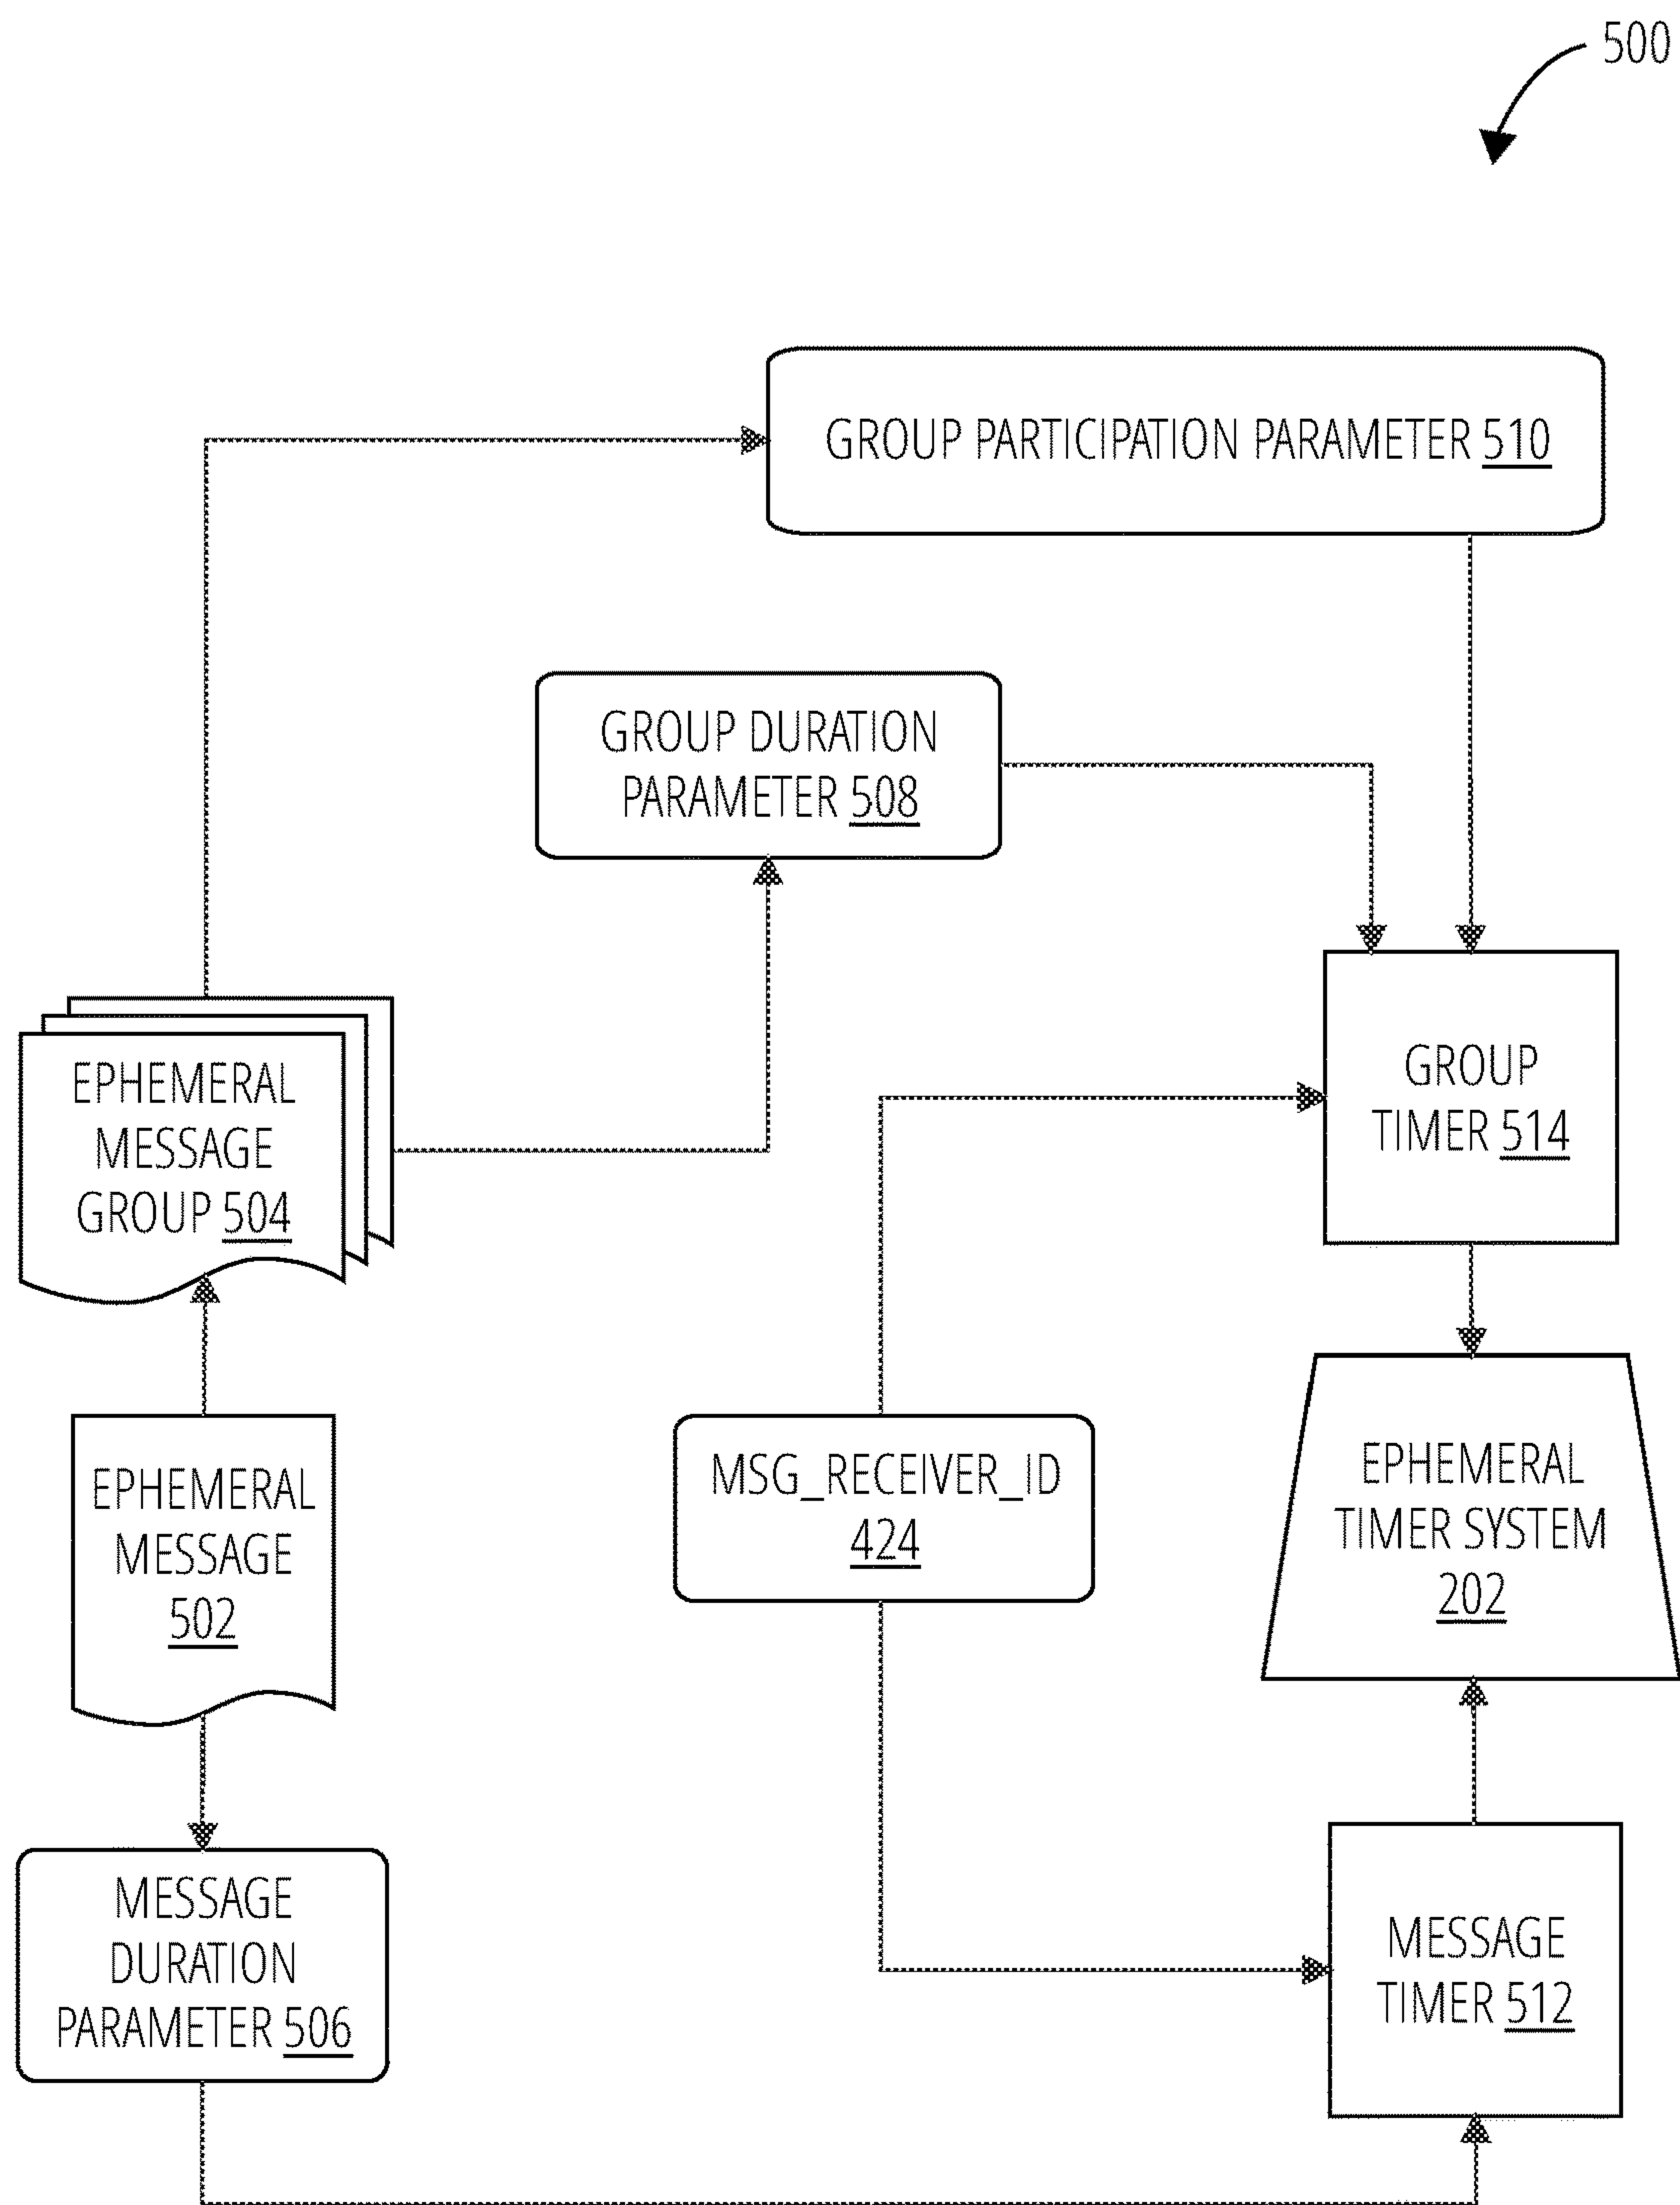 500
GROUP PARTICIPATION PARAMETER 510
GROUP DURATION
PARAMETER 508
EPHEMERAL
MESSAGE
GROUP 504
GROUP
TIMER 514
EPHEMERAL
MESSAGE
502
MSG_RECEIVER_ID
424
EPHEMERAL
TIMER SYSTEM
202
MESSAGE
DURATION
PARAMETER 506
MESSAGE
TIMER 512